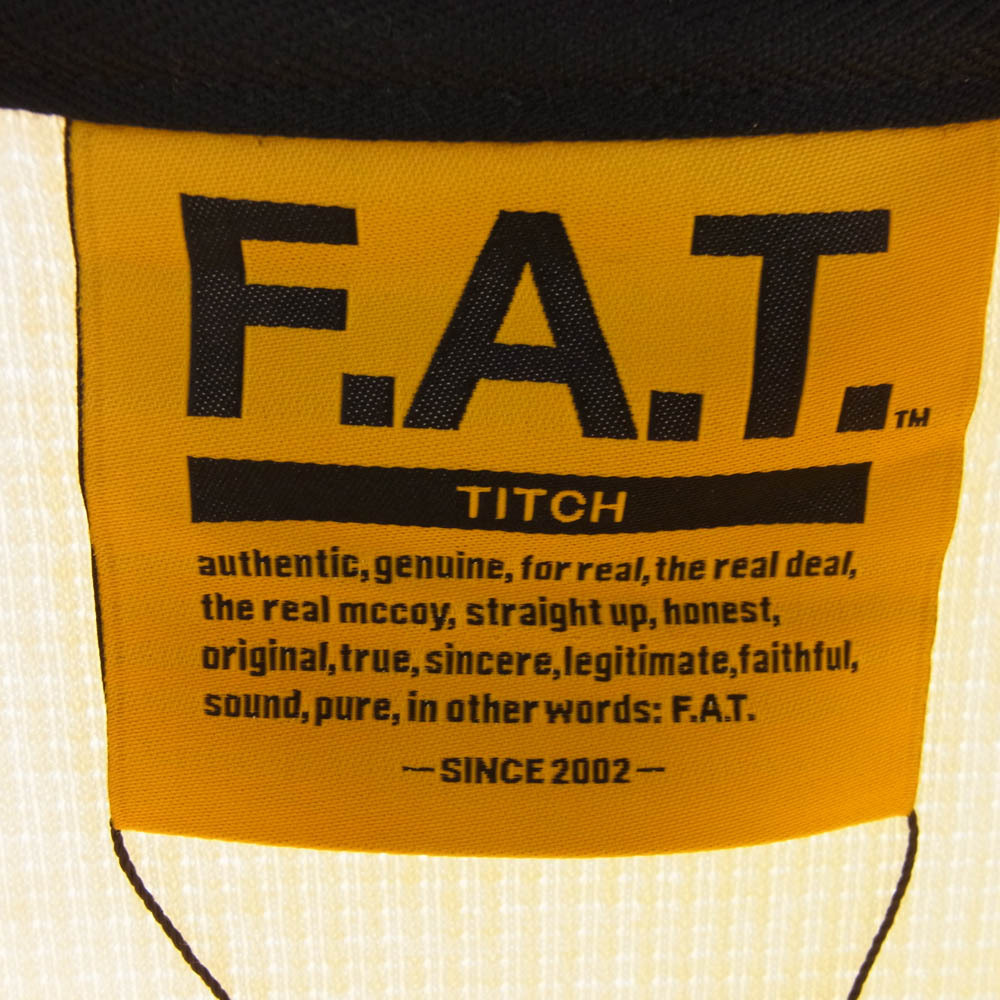 F.A.T.™
TITCH
authentic, genuine, for real, the real deal,
the real mccoy, straight up, honest,
original, true, sincere, legitimate, faithful,
sound, pure, in other words: F.A.T.
— SINCE 2002 —